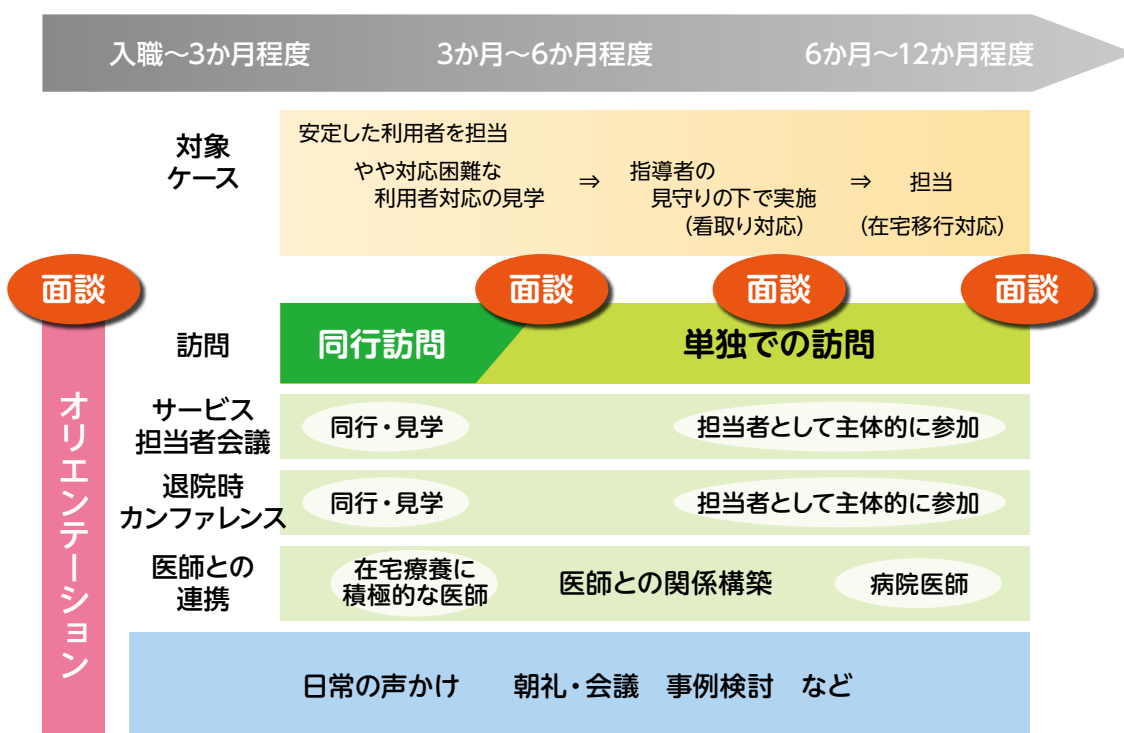 入職～3か月程度 3か月～6か月程度 6か月～12か月程度
対象
ケース
安定した利用者を担当
やや対応困難な
利用者対応の見学
⇒
指導者の
見守りの下で実施
(看取り対応)
⇒
担当
(在宅移行対応)
面談 面談 面談 面談
オリエンテーション
訪問 同行訪問 単独での訪問
サービス
担当者会議
同行・見学 担当者として主体的に参加
退院時
カンファレンス
同行・見学 担当者として主体的に参加
医師との
連携
在宅療養に
積極的な医師
医師との関係構築 病院医師
日常の声かけ 朝礼・会議 事例検討 など